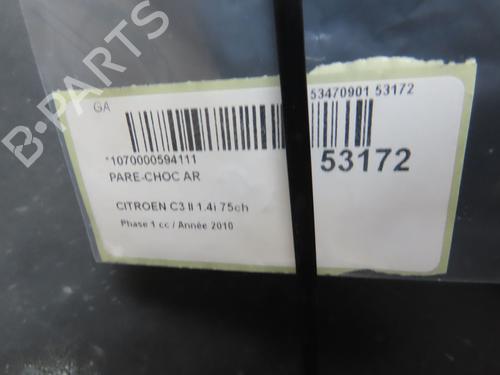 B-PARTS
GA
53470901 53172
*1070000594111
53172
PARE-CHOC AR
CITROEN C3 II 1.4i 75ch
Phase 1 cc / Année 2010